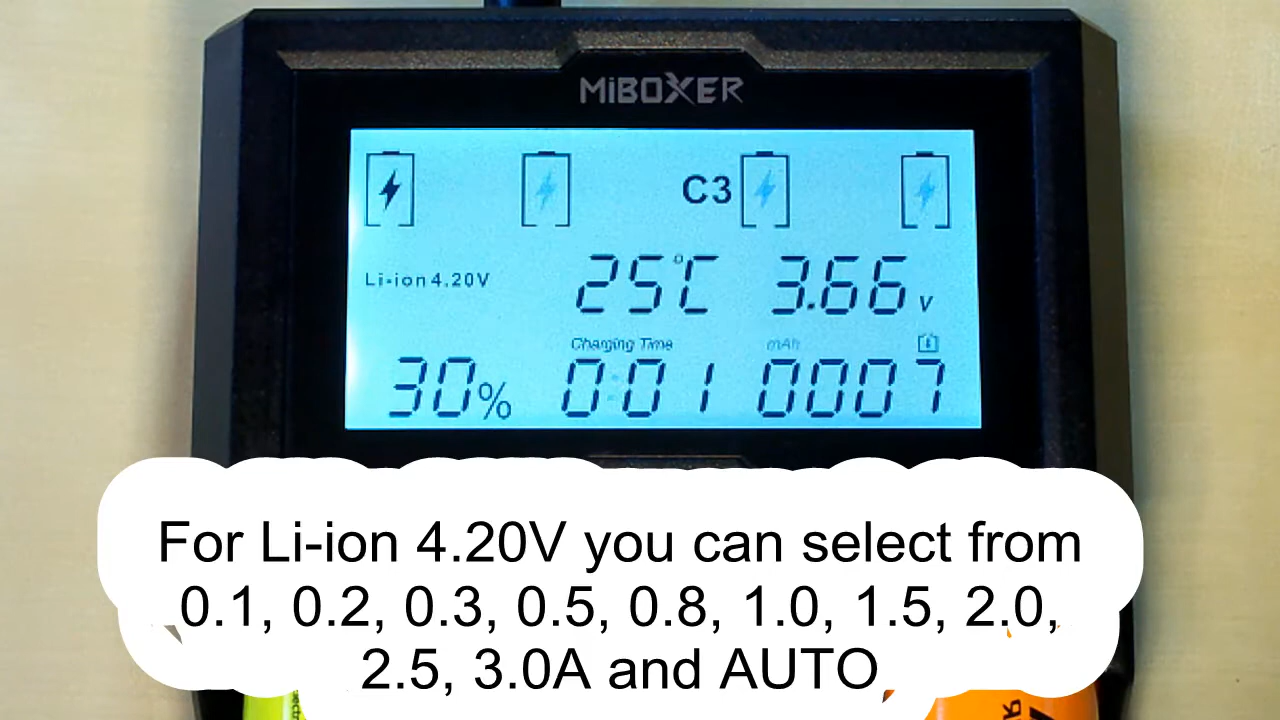 MiBOXER
C3
Li-ion 4.20V 25°C 3.66 V
Charging Time mAh
30% 0:01 0007
For Li-ion 4.20V you can select from
0.1, 0.2, 0.3, 0.5, 0.8, 1.0, 1.5, 2.0,
2.5, 3.0A and AUTO